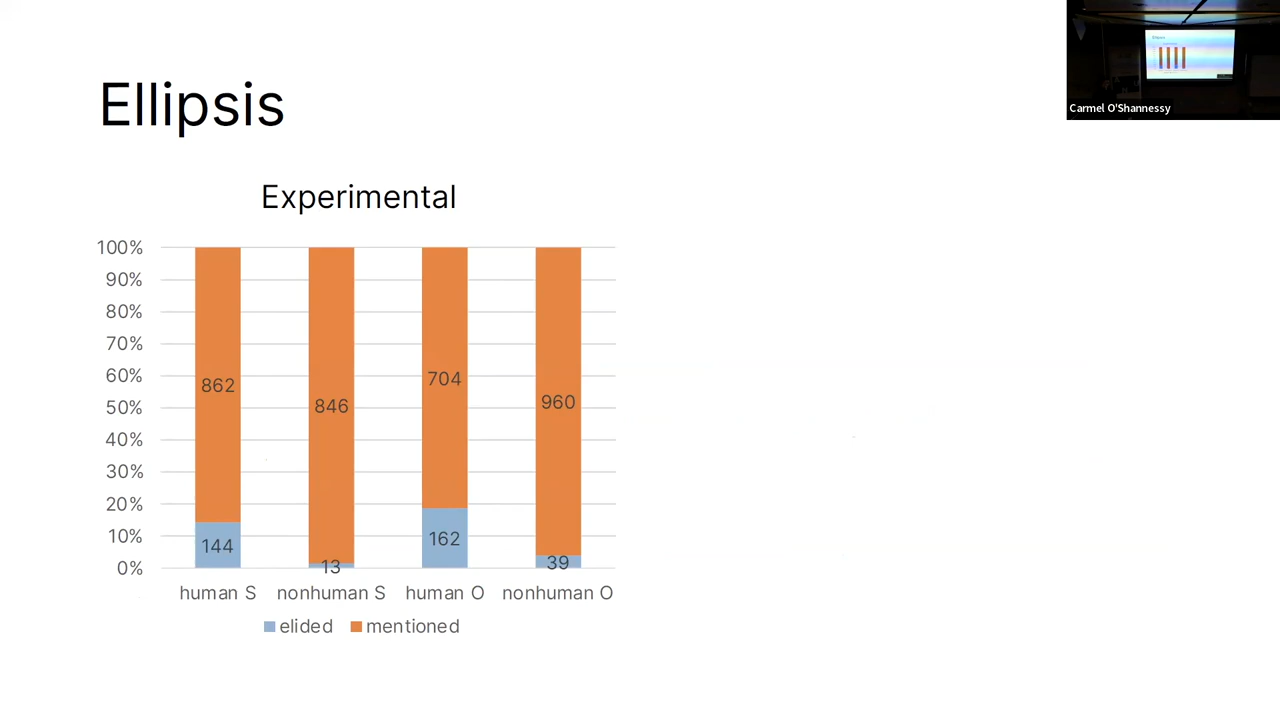 Ellipsis
Carmel O'Shannessy
Experimental
100%
90%
80%
70%
60%
50%
40%
30%
20%
10%
0%
862
846
704
960
144
13
162
39
human S
nonhuman S
human O
nonhuman O
elided
mentioned